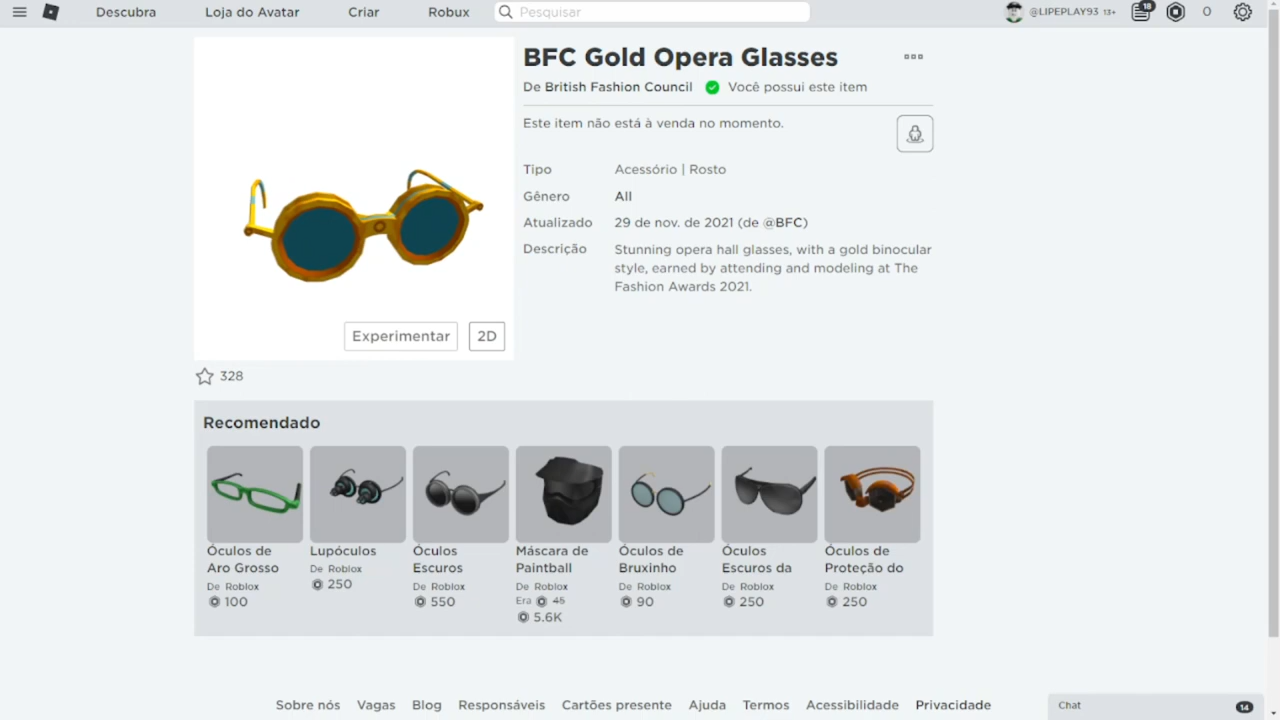 Descubra Loja do Avatar Criar Robux Pesquisar @LIPEPLAY93 13+ 18 0
BFC Gold Opera Glasses
De British Fashion Council Você possui este item
Este item não está à venda no momento.
Tipo Acessório | Rosto
Gênero All
Atualizado 29 de nov. de 2021 (de @BFC)
Descrição Stunning opera hall glasses, with a gold binocular
style, earned by attending and modeling at The
Fashion Awards 2021.
Experimentar 2D
328
Recomendado
Óculos de
Aro Grosso
De Roblox
100
Lupóculos
De Roblox
250
Óculos
Escuros
De Roblox
550
Máscara de
Paintball
De Roblox
Era 45
5.6K
Óculos de
Bruxinho
De Roblox
90
Óculos
Escuros da
De Roblox
250
Óculos de
Proteção do
De Roblox
250
Sobre nós Vagas Blog Responsáveis Cartões presente Ajuda Termos Acessibilidade Privacidade
Chat 14